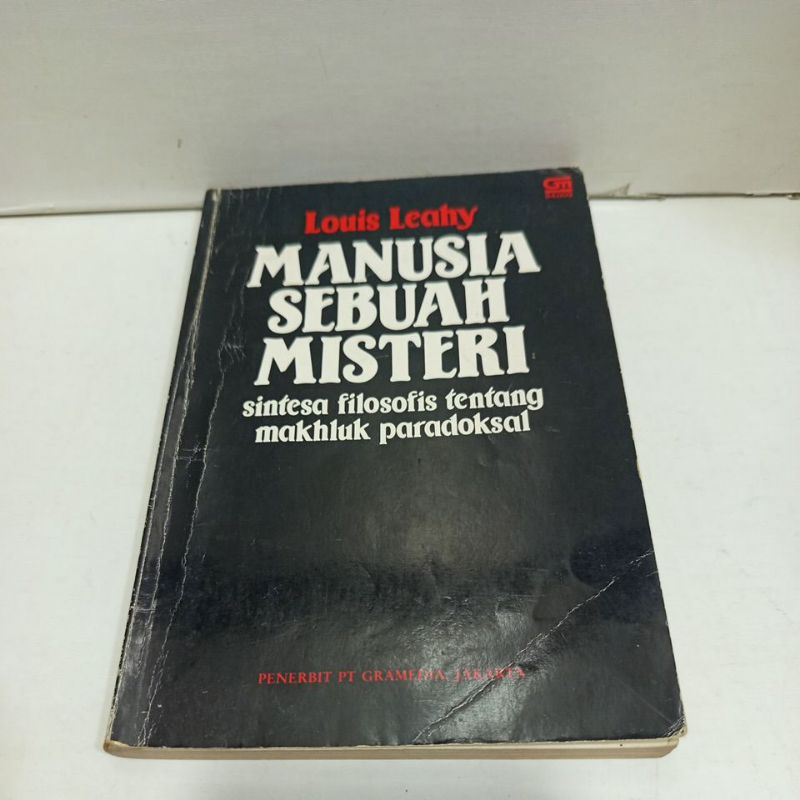 Louis Leahy
MANUSIA
SEBUAH
MISTERI
sintesa filosofis tentang
makhluk paradoksal
PENERBIT PT GRAMEDIA, JAKARTA